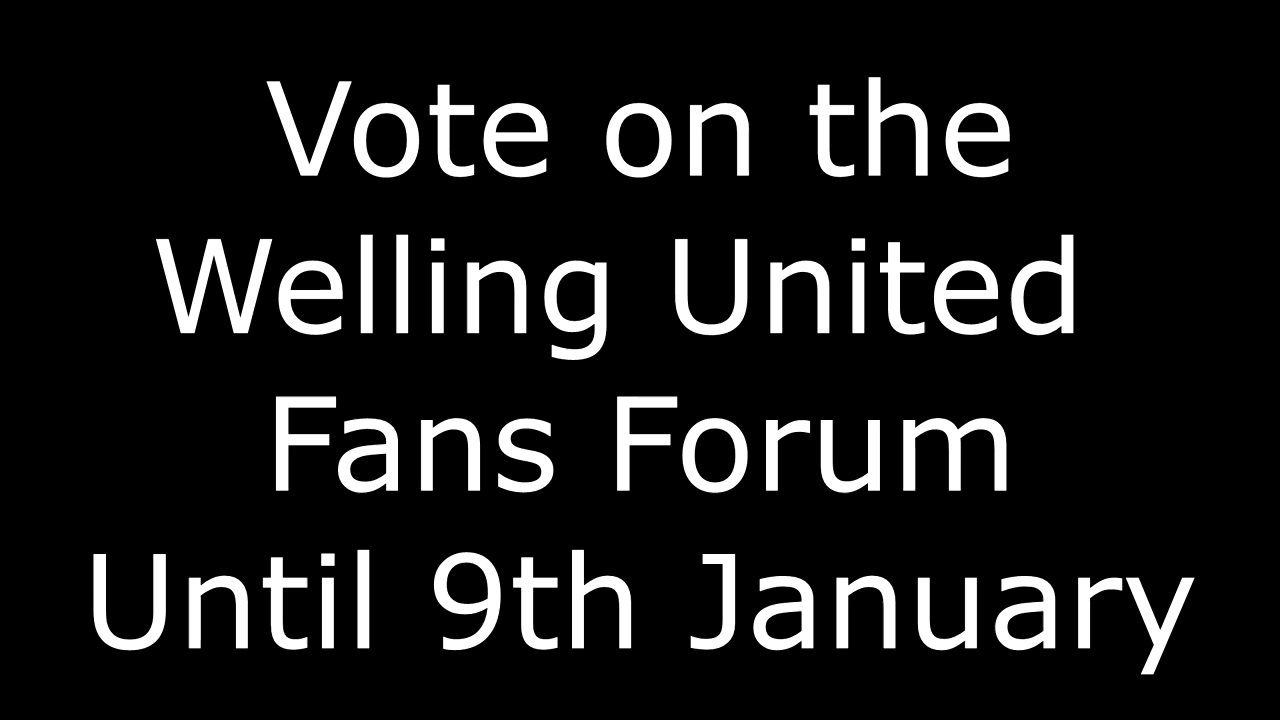 Vote on the
Welling United
Fans Forum
Until 9th January